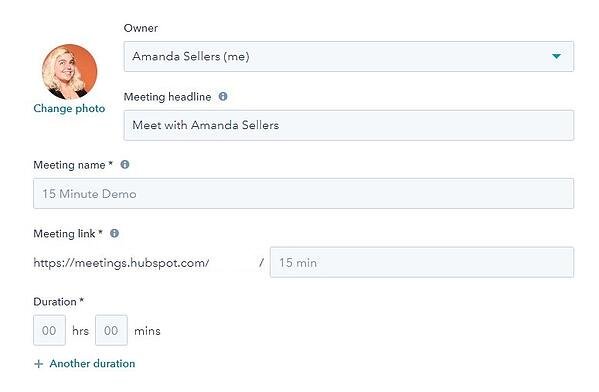 Owner
Amanda Sellers (me)
Change photo
Meeting headline
Meet with Amanda Sellers
Meeting name *
15 Minute Demo
Meeting link *
https://meetings.hubspot.com/ / 15 min
Duration *
00 hrs 00 mins
+ Another duration